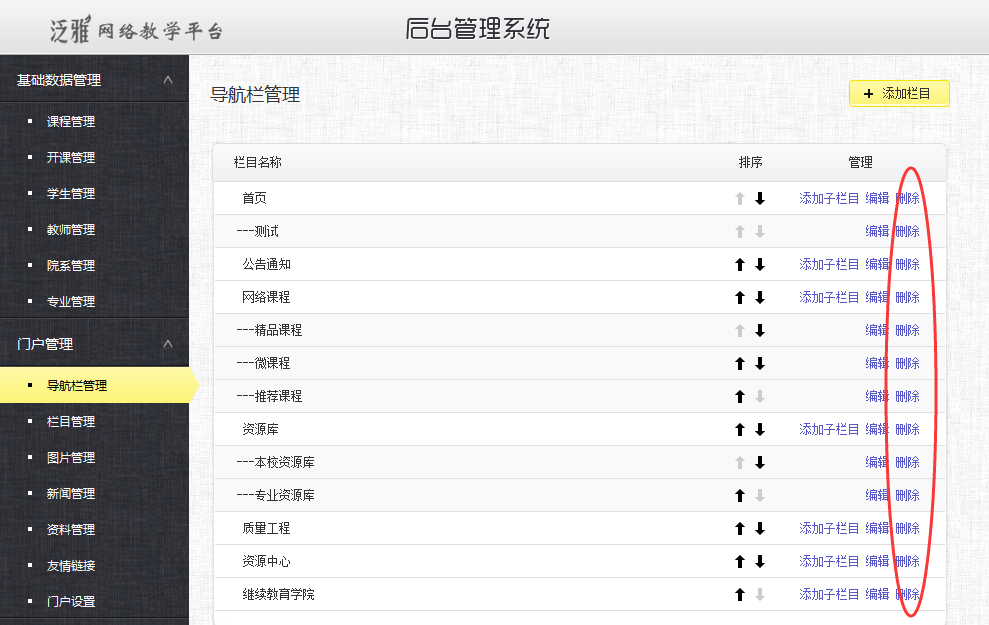 泛雅 网络教学平台
后台管理系统
基础数据管理
课程管理
开课管理
学生管理
教师管理
院系管理
专业管理
门户管理
导航栏管理
栏目管理
图片管理
新闻管理
资料管理
友情链接
门户设置
导航栏管理
+ 添加栏目
栏目名称 排序 管理
首页 添加子栏目 编辑 删除
---测试 编辑 删除
公告通知 添加子栏目 编辑 删除
网络课程 添加子栏目 编辑 删除
---精品课程 编辑 删除
---微课程 编辑 删除
---推荐课程 编辑 删除
资源库 添加子栏目 编辑 删除
---本校资源库 编辑 删除
---专业资源库 编辑 删除
质量工程 添加子栏目 编辑 删除
资源中心 添加子栏目 编辑 删除
继续教育学院 添加子栏目 编辑 删除